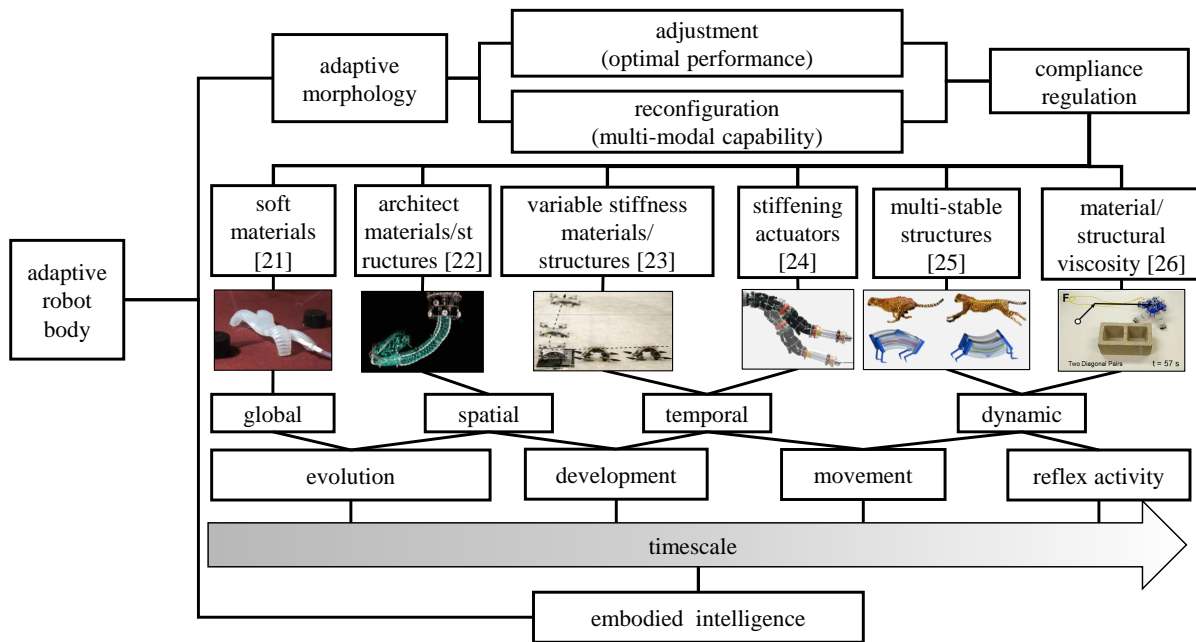 adjustment
(optimal performance)
adaptive
morphology
compliance
regulation
reconfiguration
(multi-modal capability)
soft
materials
[21]
architect
materials/st
ructures [22]
variable stiffness
materials/
structures [23]
stiffening
actuators
[24]
multi-stable
structures
[25]
material/
structural
viscosity [26]
adaptive
robot
body
F
Two Diagonal Pairs
t = 57 s
global
spatial
temporal
dynamic
evolution
development
movement
reflex activity
timescale
embodied intelligence